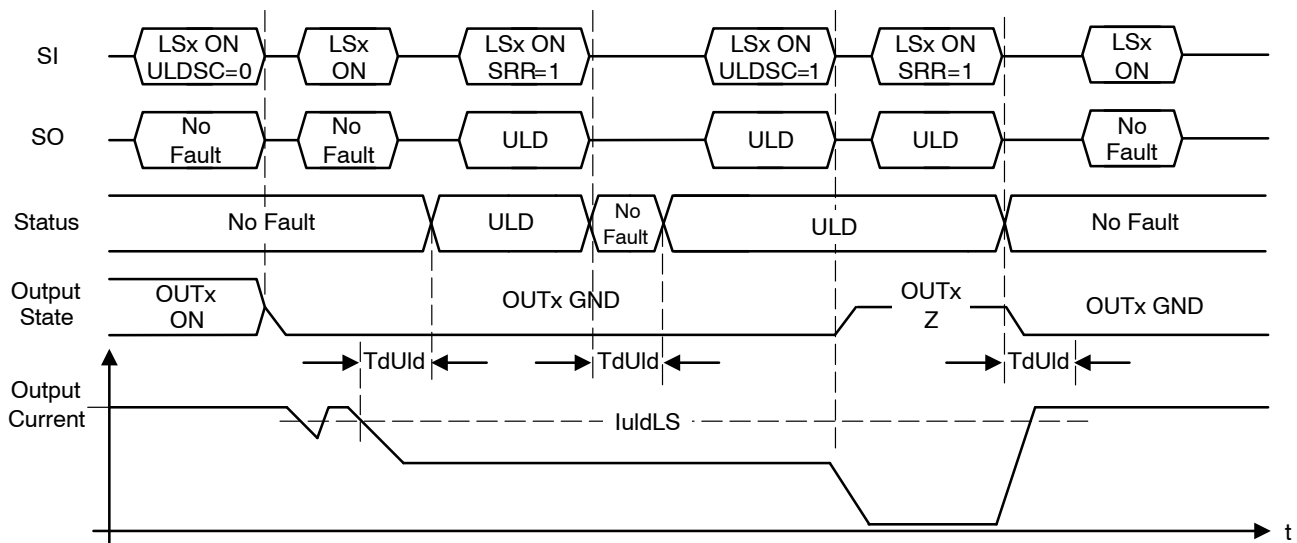 SI
LSx ON
ULDSC=0
LSx
ON
LSx ON
SRR=1
LSx ON
ULDSC=1
LSx ON
SRR=1
LSx
ON
SO
No
Fault
No
Fault
ULD
ULD
ULD
No
Fault
Status
No Fault
ULD
No
Fault
ULD
No Fault
Output
State
OUTx
ON
OUTx GND
OUTx
Z
OUTx GND
TdUld
TdUld
TdUld
Output
Current
IuldLS
t